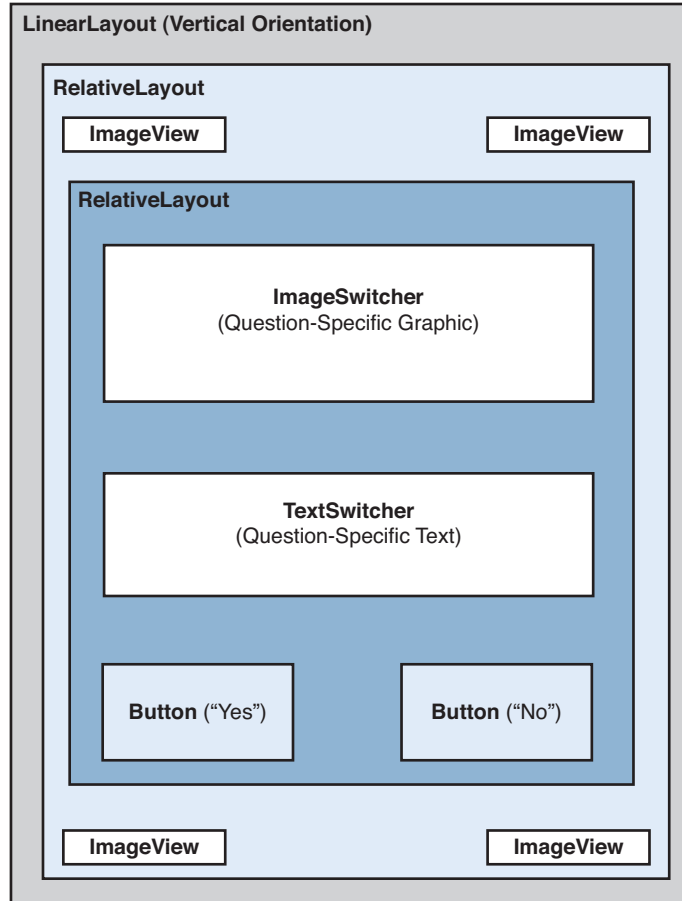 LinearLayout (Vertical Orientation)
RelativeLayout
ImageView
ImageView
RelativeLayout
ImageSwitcher
(Question-Specific Graphic)
TextSwitcher
(Question-Specific Text)
Button (“Yes”)
Button (“No”)
ImageView
ImageView